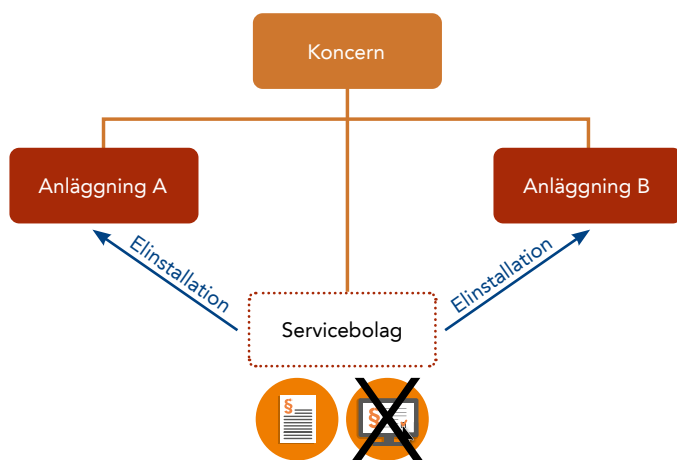 Koncern
Anläggning A
Anläggning B
Elinstallation
Elinstallation
Servicebolag
§
§